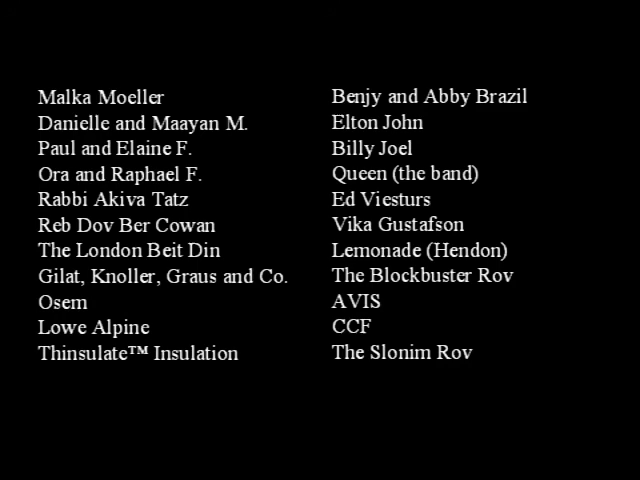 Malka Moeller
Danielle and Maayan M.
Paul and Elaine F.
Ora and Raphael F.
Rabbi Akiva Tatz
Reb Dov Ber Cowan
The London Beit Din
Gilat, Knoller, Graus and Co.
Osem
Lowe Alpine
Thinsulate™ Insulation
Benjy and Abby Brazil
Elton John
Billy Joel
Queen (the band)
Ed Viesturs
Vika Gustafson
Lemonade (Hendon)
The Blockbuster Rov
AVIS
CCF
The Slonim Rov